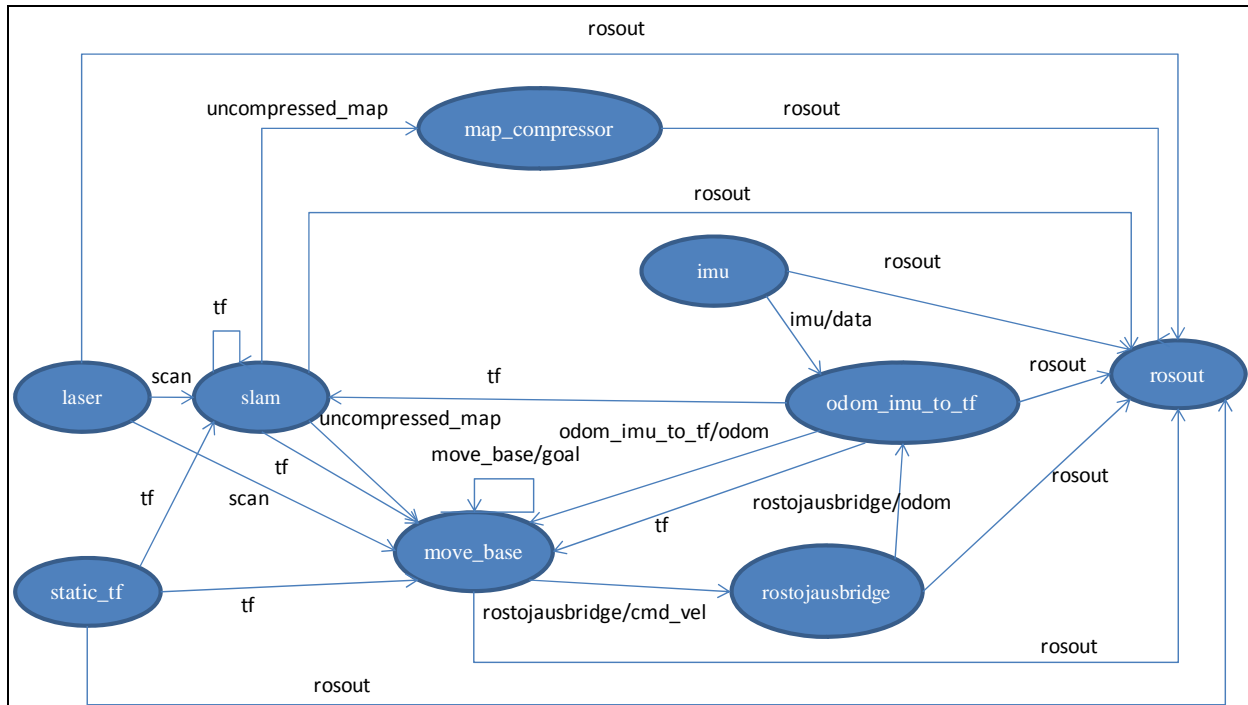 rosout
uncompressed_map
map_compressor
rosout
rosout
imu
rosout
tf
imu/data
laser
scan
slam
tf
odom_imu_to_tf
rosout
rosout
uncompressed_map
odom_imu_to_tf/odom
move_base/goal
tf
scan
tf
rostojausbridge/odom
rosout
tf
move_base
static_tf
tf
rostojausbridge
rostojausbridge/cmd_vel
rosout
rosout